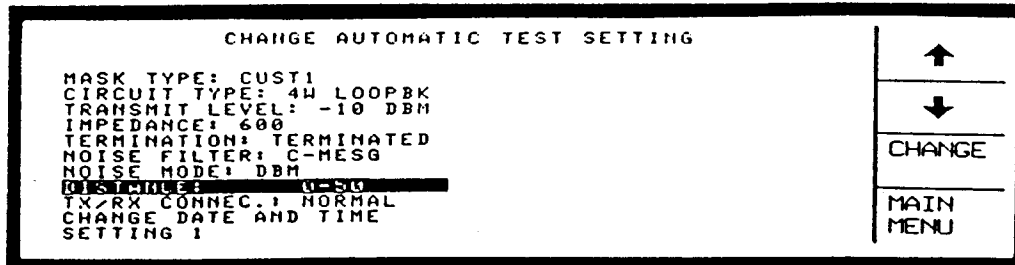 CHANGE AUTOMATIC TEST SETTING
MASK TYPE: CUST1
CIRCUIT TYPE: 4W LOOPBK
TRANSMIT LEVEL: -10 DBM
IMPEDANCE: 600
TERMINATION: TERMINATED
NOISE FILTER: C-MESG
NOISE MODE: DBM
DISTANCE: 0-50
TX/RX CONNEC.: NORMAL
CHANGE DATE AND TIME
SETTING 1
CHANGE
MAIN
MENU